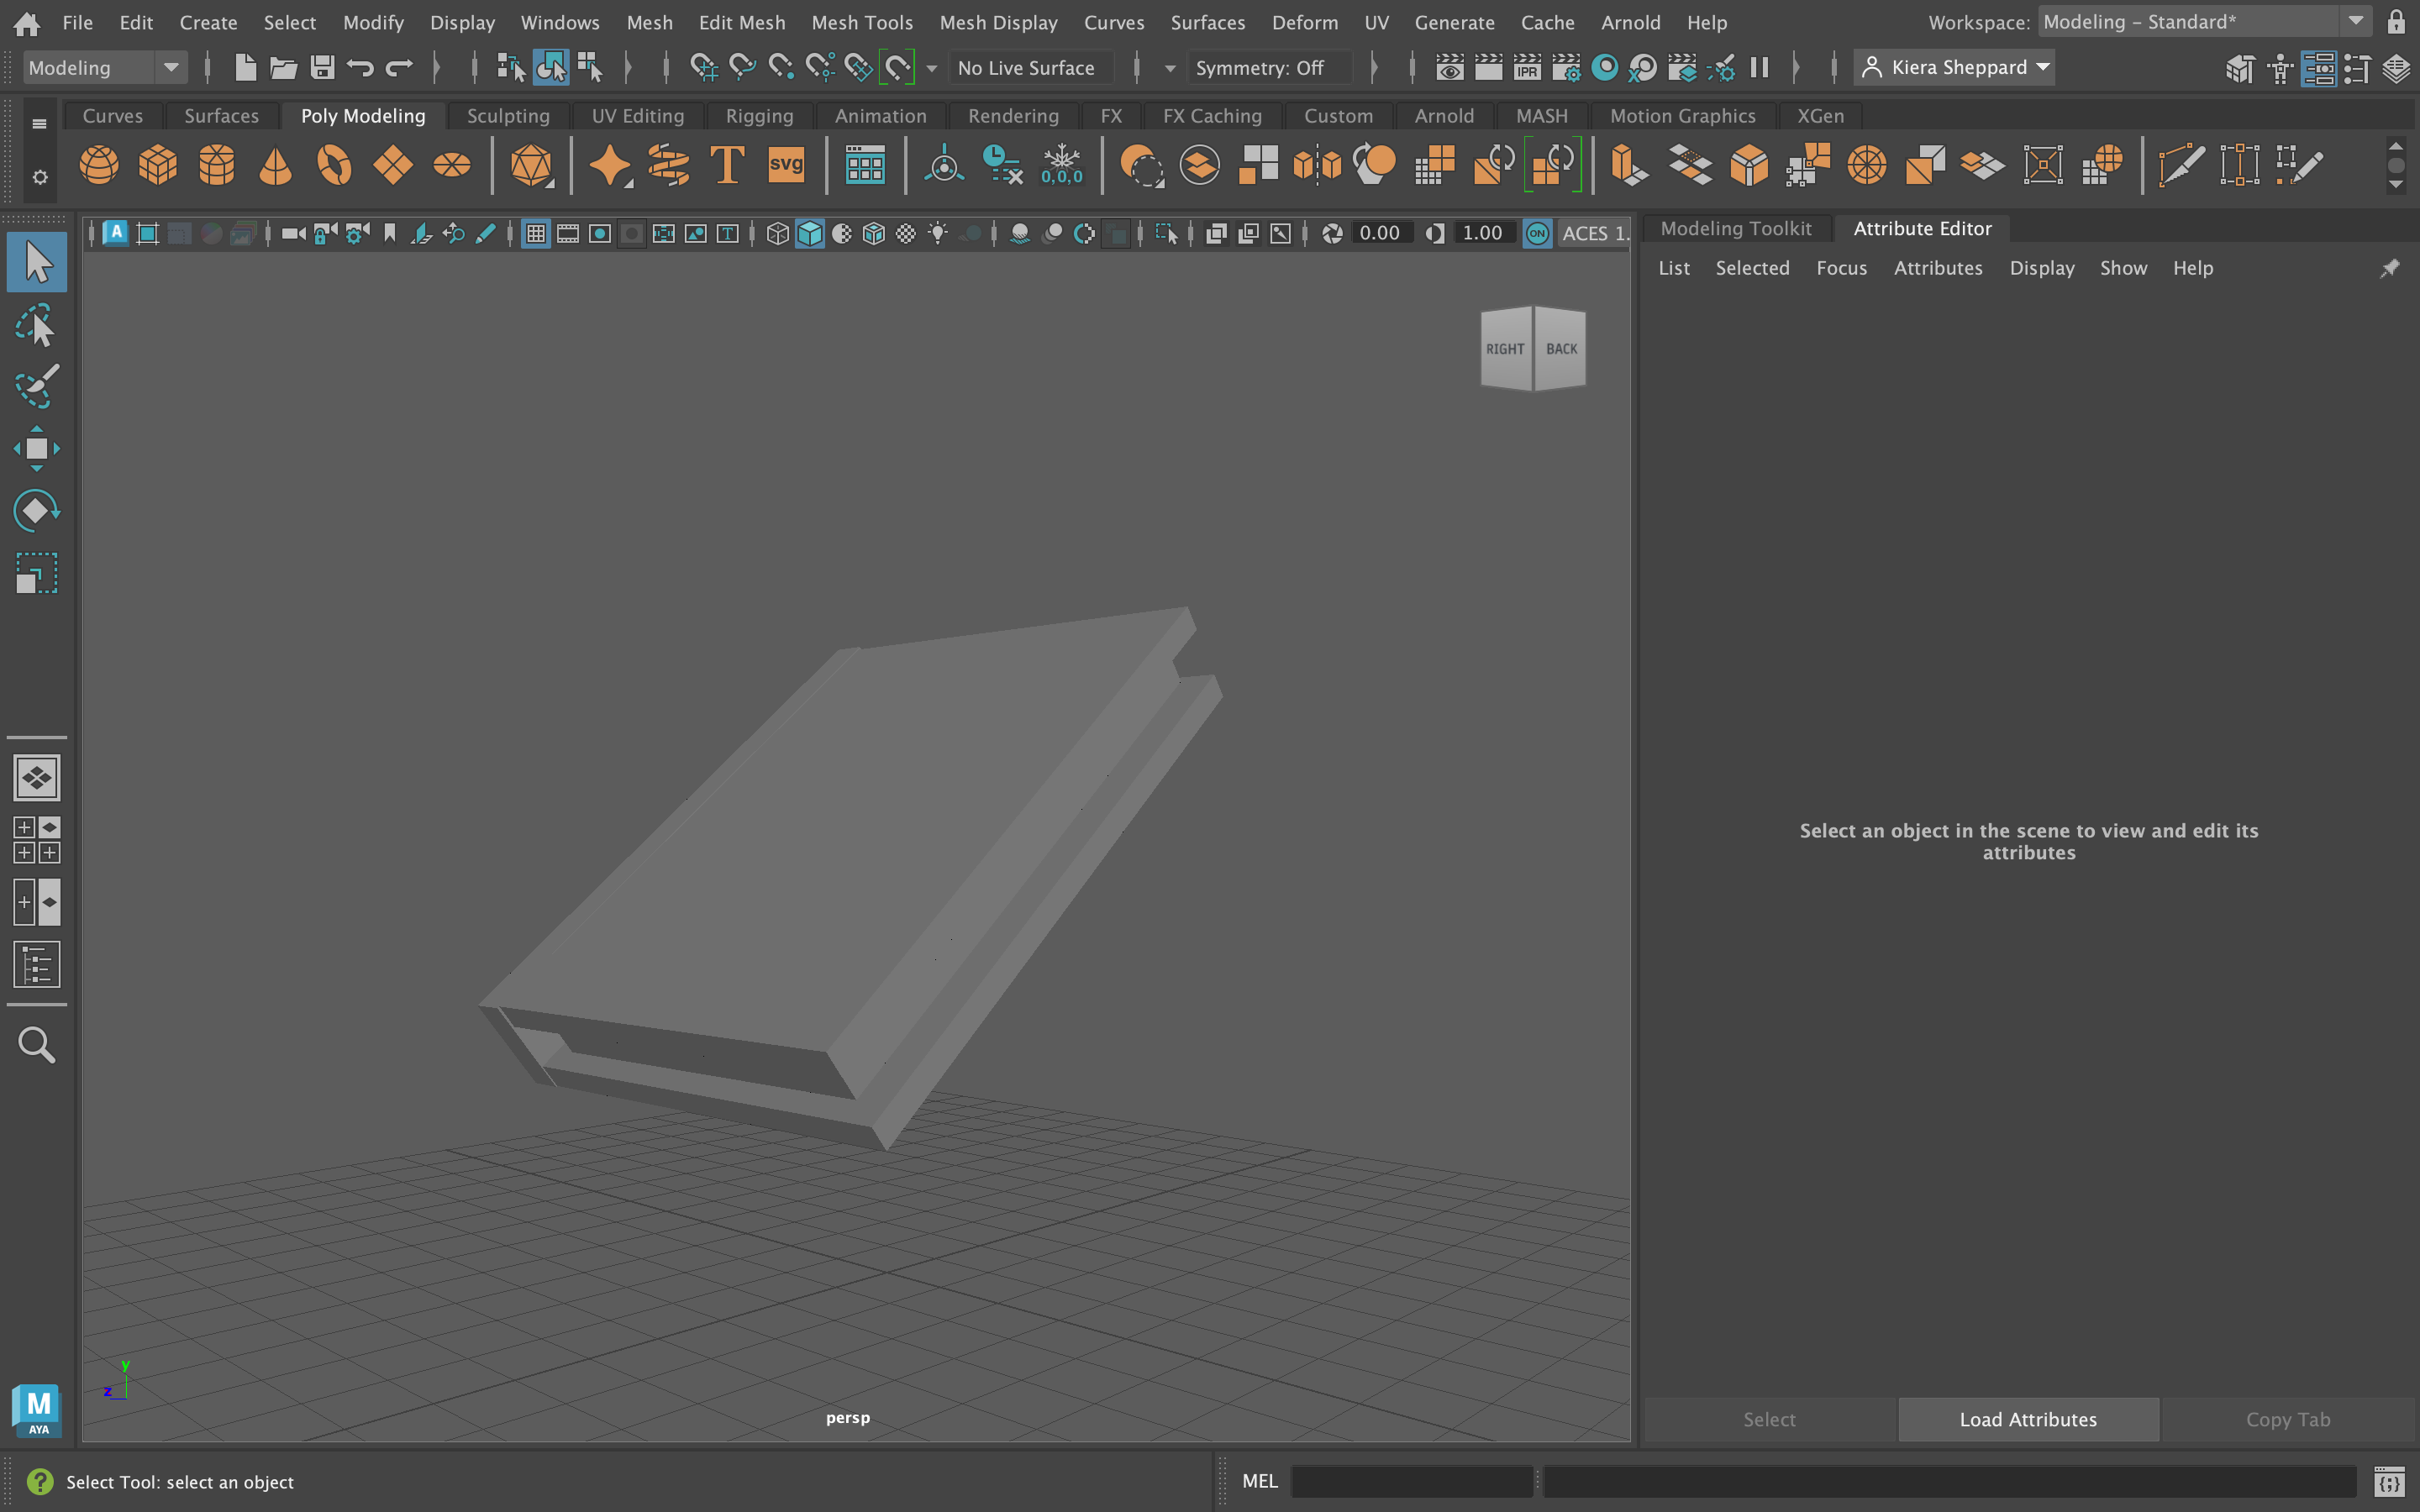 File Edit Create Select Modify Display Windows Mesh Edit Mesh Mesh Tools Mesh Display Curves Surfaces Deform UV Generate Cache Arnold Help Workspace: Modeling - Standard*
Modeling No Live Surface Symmetry: Off IPR Kiera Sheppard
Curves Surfaces Poly Modeling Sculpting UV Editing Rigging Animation Rendering FX FX Caching Custom Arnold MASH Motion Graphics XGen
T svg 0,0,0
A T 0.00 1.00 ON ACES 1.
Modeling Toolkit Attribute Editor
List Selected Focus Attributes Display Show Help
RIGHT BACK
Select an object in the scene to view and edit its
attributes
y
z
persp
M
AYA
Select Load Attributes Copy Tab
? Select Tool: select an object MEL